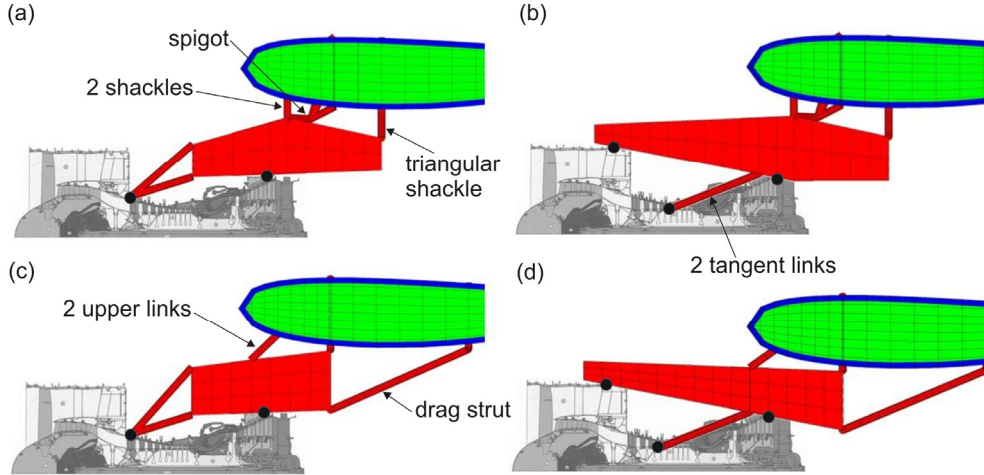 (a)
spigot
2 shackles
triangular
shackle
(b)
2 tangent links
(c)
2 upper links
drag strut
(d)